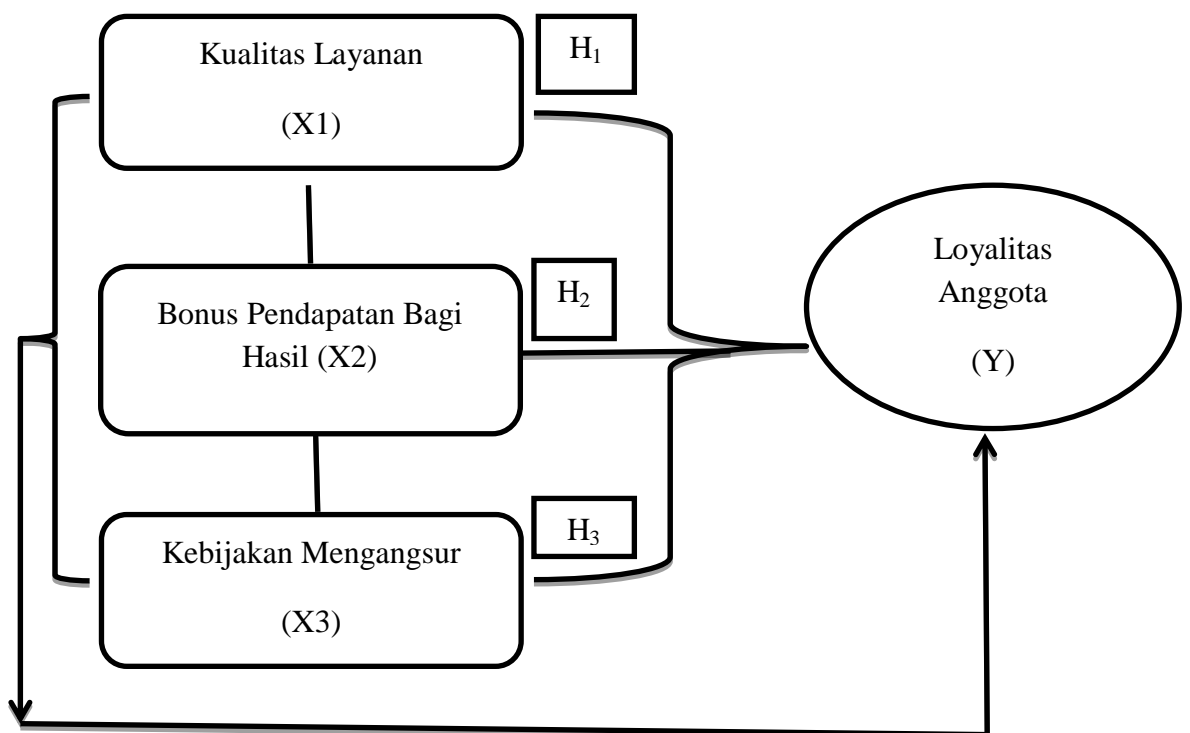 Kualitas Layanan
(X1)
H₁
Bonus Pendapatan Bagi
Hasil (X2)
H₂
Kebijakan Mengangsur
(X3)
H₃
Loyalitas
Anggota
(Y)